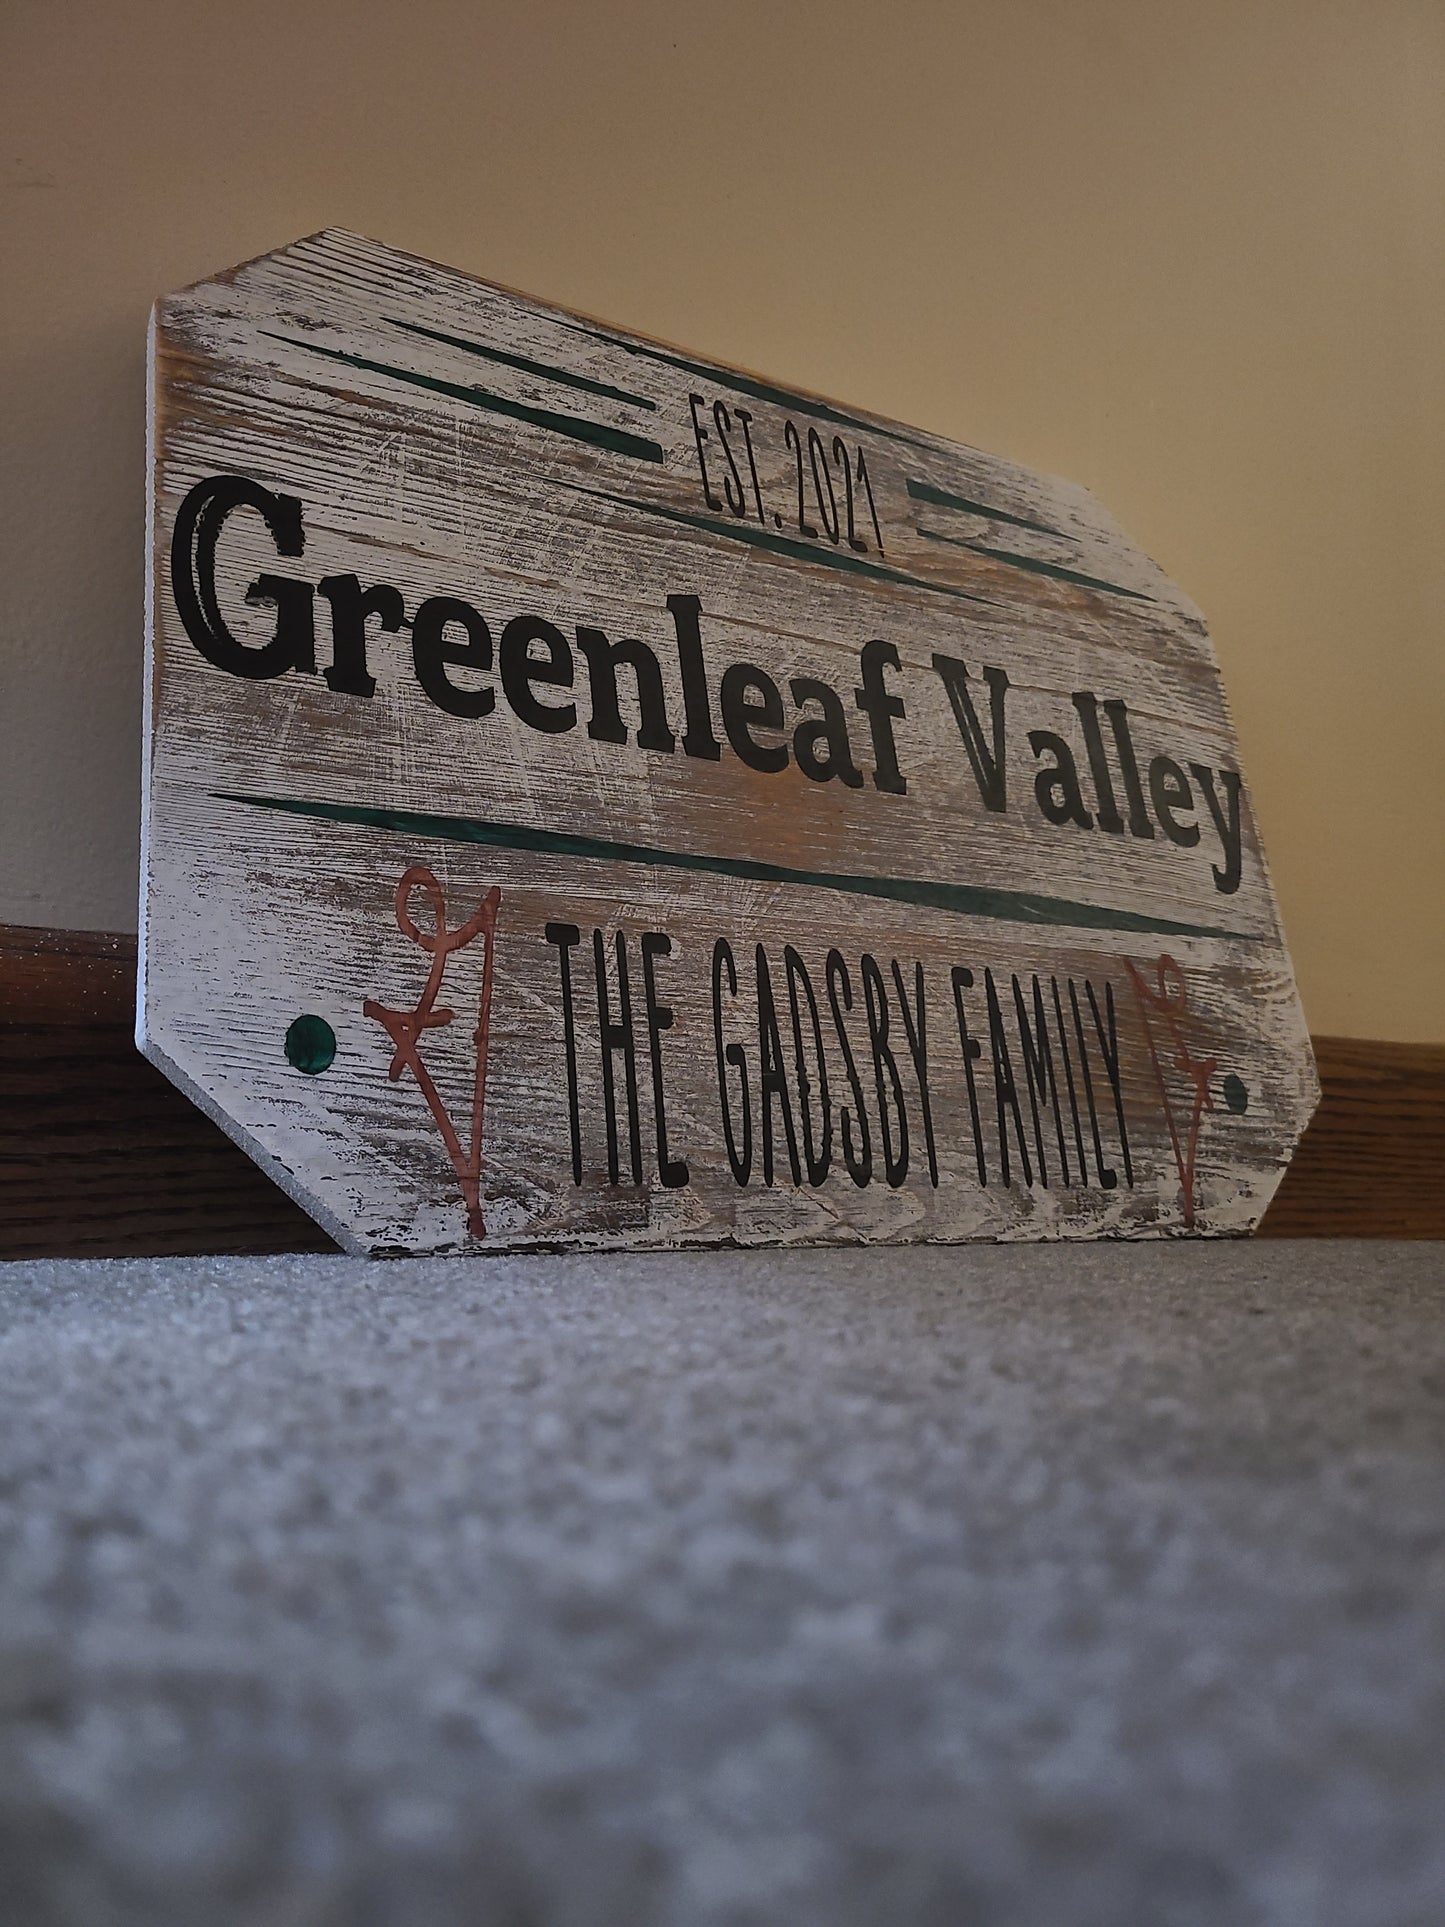 EST. 2021
Greenleaf Valley
THE GADSBY FAMILY